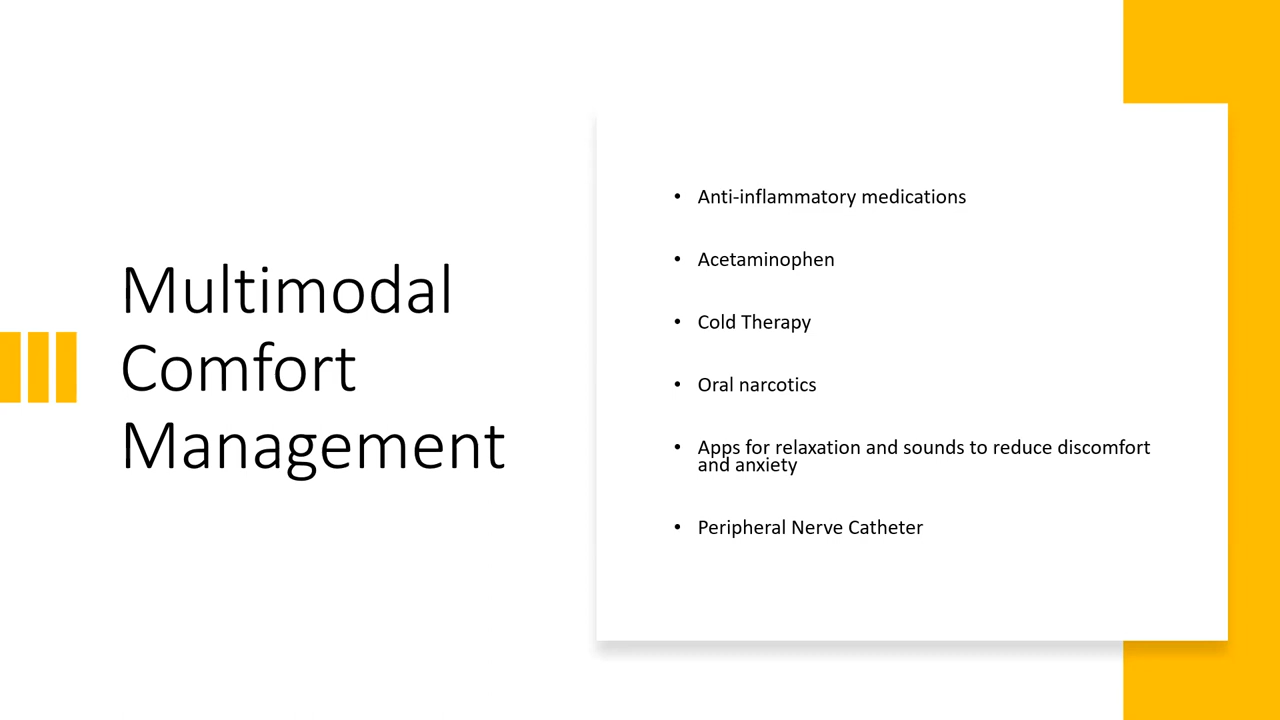 Multimodal
Comfort
Management
• Anti-inflammatory medications
• Acetaminophen
• Cold Therapy
• Oral narcotics
• Apps for relaxation and sounds to reduce discomfort
and anxiety
• Peripheral Nerve Catheter